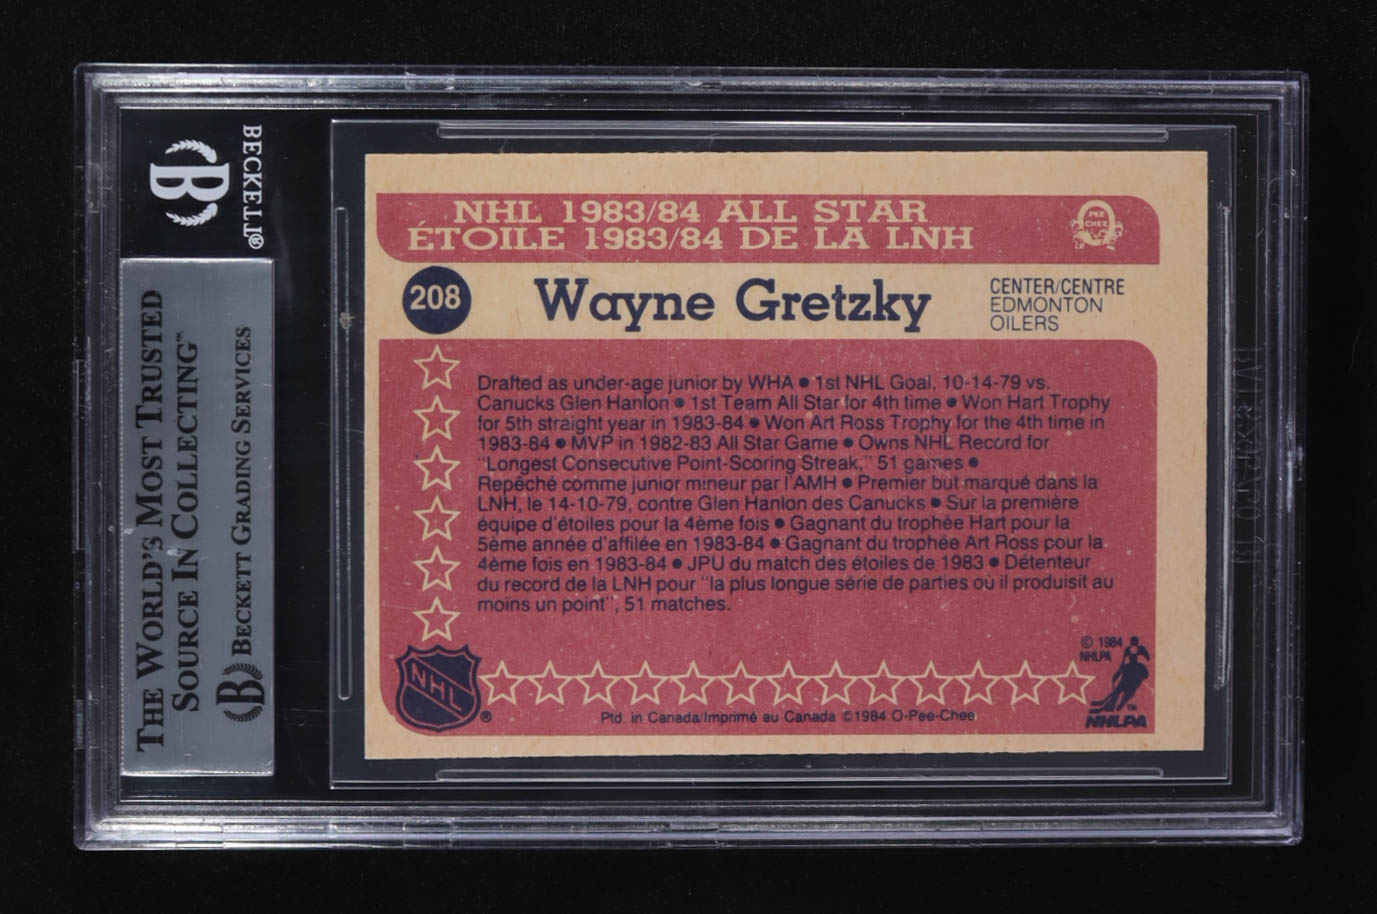 BECKETT®
B
THE WORLD'S MOST TRUSTED
SOURCE IN COLLECTING™
B BECKETT GRADING SERVICES
NHL 1983/84 ALL STAR
ÉTOILE 1983/84 DE LA LNH
O
PEE
CHEE
208
Wayne Gretzky
CENTER/CENTRE
EDMONTON
OILERS
Drafted as under-age junior by WHA ● 1st NHL Goal, 10-14-79 vs.
Canucks Glen Hanlon ● 1st Team All Star for 4th time ● Won Hart Trophy
for 5th straight year in 1983-84 ● Won Art Ross Trophy for the 4th time in
1983-84 ● MVP in 1982-83 All Star Game ● Owns NHL Record for
"Longest Consecutive Point-Scoring Streak," 51 games ●
Repêché comme junior mineur par l'AMH ● Premier but marqué dans la
LNH, le 14-10-79, contre Glen Hanlon des Canucks ● Sur la première
équipe d'étoiles pour la 4ème fois ● Gagnant du trophée Hart pour la
5ème année d'affilée en 1983-84 ● Gagnant du trophée Art Ross pour la
4ème fois en 1983-84 ● JPU du match des étoiles de 1983 ● Détenteur
du record de la LNH pour "la plus longue série de parties où il produisit au
moins un point", 51 matches.
© 1984
NHLPA
NHL®
Ptd. in Canada/Imprimé au Canada ©1984 O-Pee-Chee
™
NHLPA